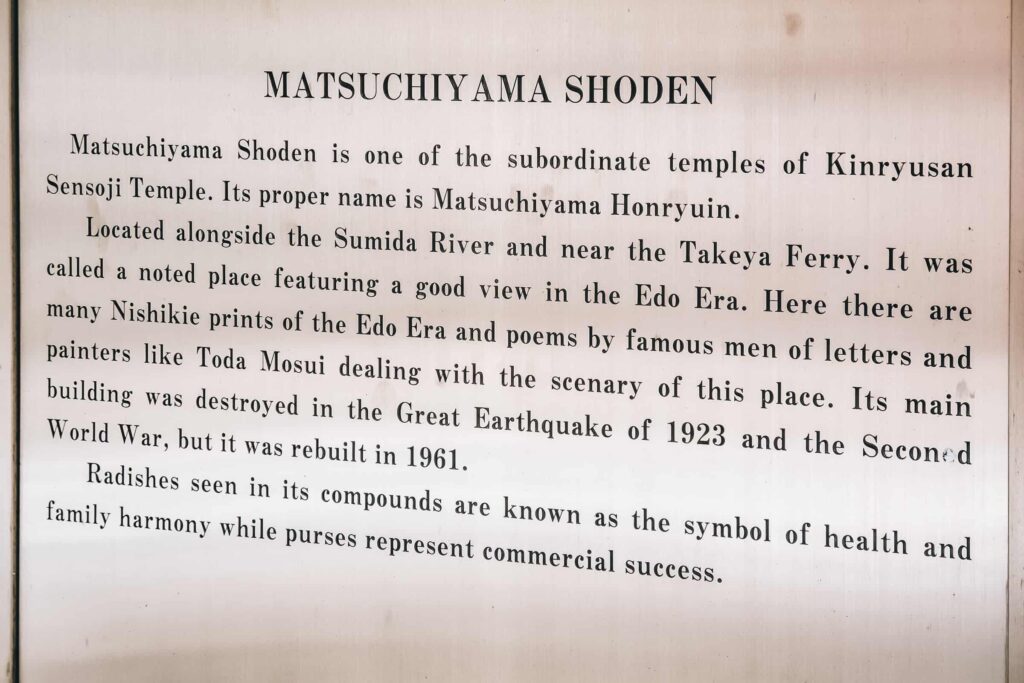 MATSUCHIYAMA SHODEN
Matsuchiyama Shoden is one of the subordinate temples of Kinryusan
Sensoji Temple. Its proper name is Matsuchiyama Honryuin.
Located alongside the Sumida River and near the Takeya Ferry. It was
called a noted place featuring a good view in the Edo Era. Here there are
many Nishikie prints of the Edo Era and poems by famous men of letters and
painters like Toda Mosui dealing with the scenary of this place. Its main
building was destroyed in the Great Earthquake of 1923 and the Seconed
World War, but it was rebuilt in 1961.
Radishes seen in its compounds are known as the symbol of health and
family harmony while purses represent commercial success.